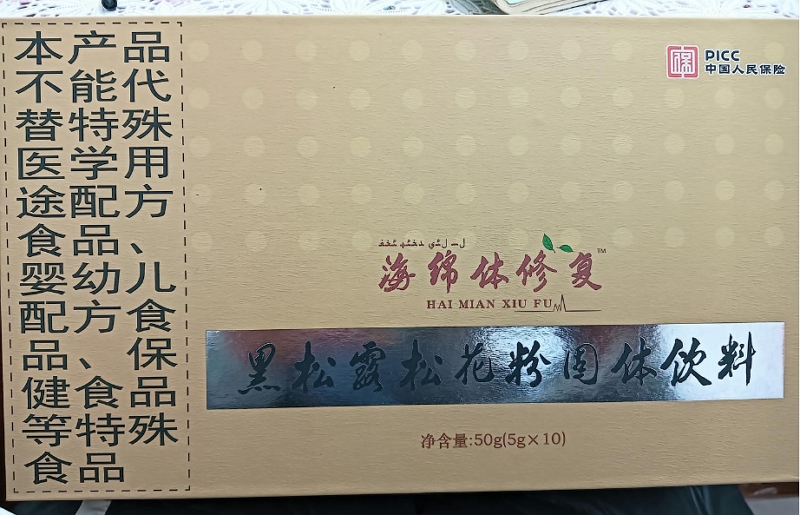 本产品
不能代
替特殊
医学用
途配方
食品、
婴幼儿
配方食
品、保
健食品
等特殊
食品
PICC
中国人民保险
海绵体修复™
HAI MIAN XIU FU
黑松露松花粉固体饮料
净含量:50g(5g×10)